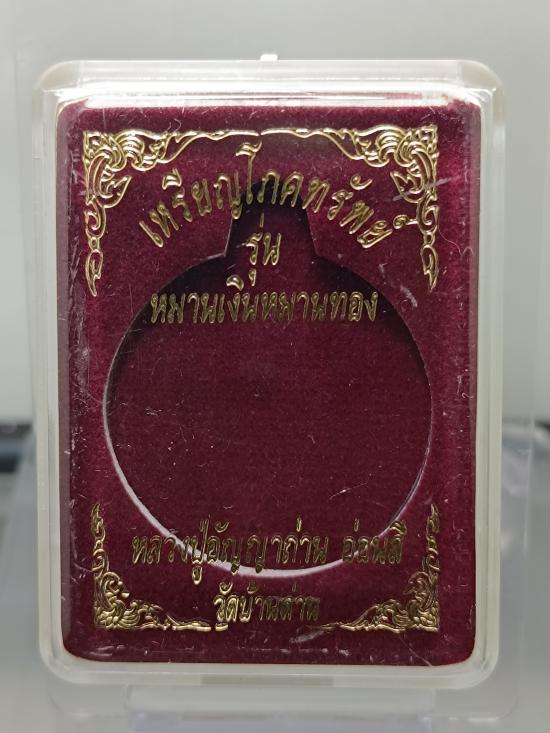 เหรียญโภคทรัพย์
รุ่น
หมานเงินหมานทอง
หลวงปู่อัญญาถ่าน อ่อนสี
วัดบ้านด่าน